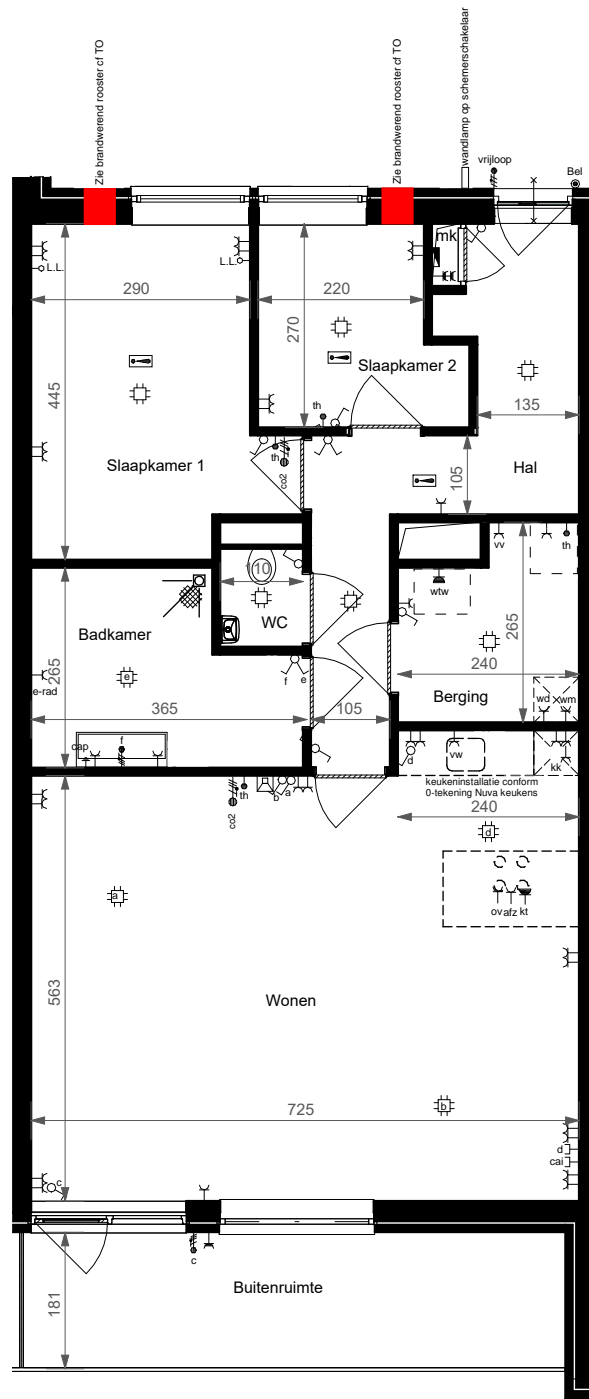 Zie brandwerend rooster cf TO
Zie brandwerend rooster cf TO
wandlamp op schemerschakelaar
vrijloop
Bel
mk
L.L.
L.L.
290
220
270
445
Slaapkamer 2
135
th
th
co2
Slaapkamer 1
105
Hal
110
WC
vv
th
wtw
265
240
Berging
wd
wm
Badkamer
e
265
e-rad
365
f
e
105
cap
f
d
vw
kk
keukeninstallatie conform
0-tekening Nuva keukens
240
d
co2
th
b
a
a
ov
afz
kt
563
Wonen
b
725
d
cai
c
c
Buitenruimte
181